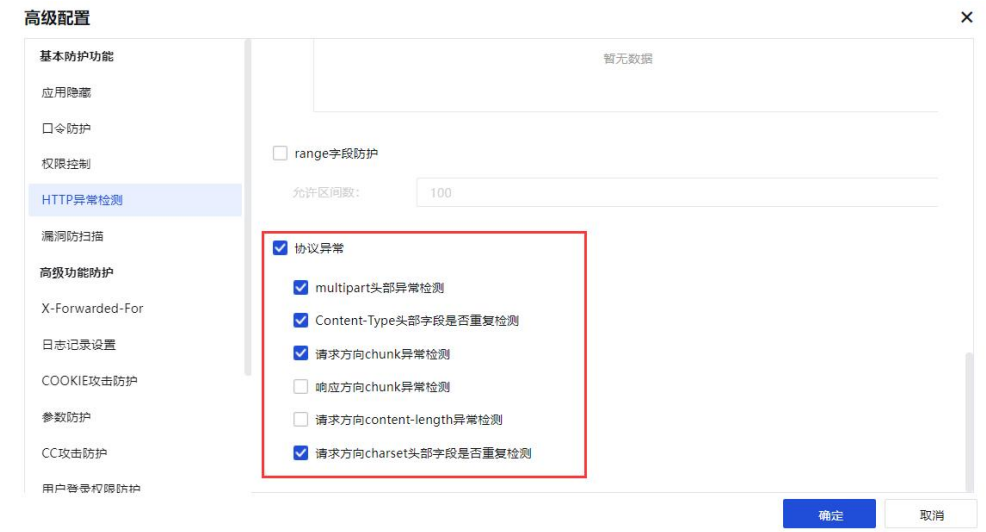 高级配置
基本防护功能
应用隐藏
口令防护
权限控制
HTTP异常检测
漏洞防扫描
高级功能防护
X-Forwarded-For
日志记录设置
COOKIE攻击防护
参数防护
CC攻击防护
用户登录权限防护
暂无数据
range字段防护
允许区间数: 100
协议异常
multipart头部异常检测
Content-Type头部字段是否重复检测
请求方向chunk异常检测
响应方向chunk异常检测
请求方向content-length异常检测
请求方向charset头部字段是否重复检测
确定 取消